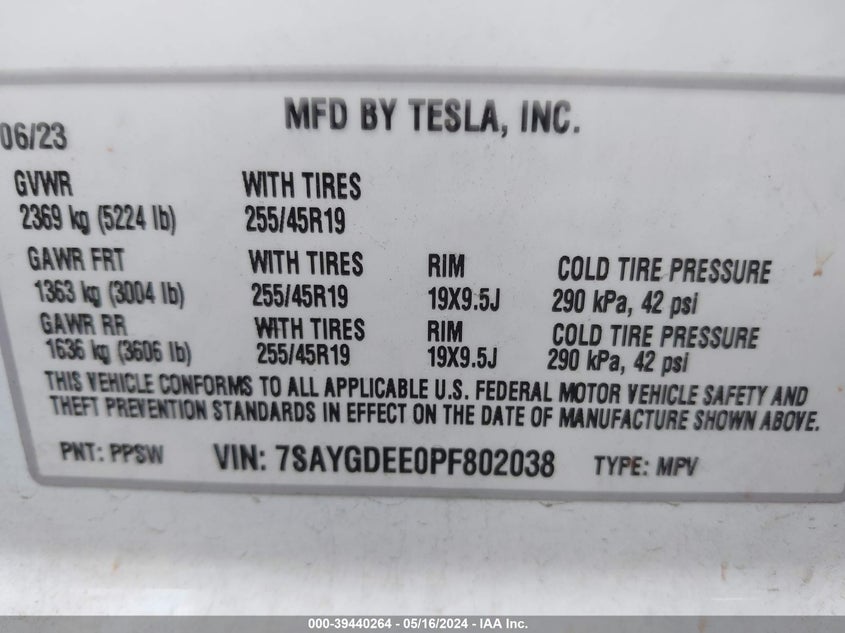 MFD BY TESLA, INC.
06/23
GVWR WITH TIRES
2369 kg (5224 lb) 255/45R19
GAWR FRT WITH TIRES RIM COLD TIRE PRESSURE
1363 kg (3004 lb) 255/45R19 19X9.5J 290 kPa, 42 psi
GAWR RR WITH TIRES RIM COLD TIRE PRESSURE
1636 kg (3606 lb) 255/45R19 19X9.5J 290 kPa, 42 psi
THIS VEHICLE CONFORMS TO ALL APPLICABLE U.S. FEDERAL MOTOR VEHICLE SAFETY AND
THEFT PREVENTION STANDARDS IN EFFECT ON THE DATE OF MANUFACTURE SHOWN ABOVE.
PNT: PPSW VIN: 7SAYGDEE0PF802038 TYPE: MPV
000-39440264 - 05/16/2024 - IAA Inc.